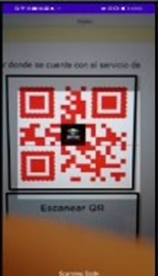 r donde se cuente con el servicio de
Escanear QR
Scanning Code